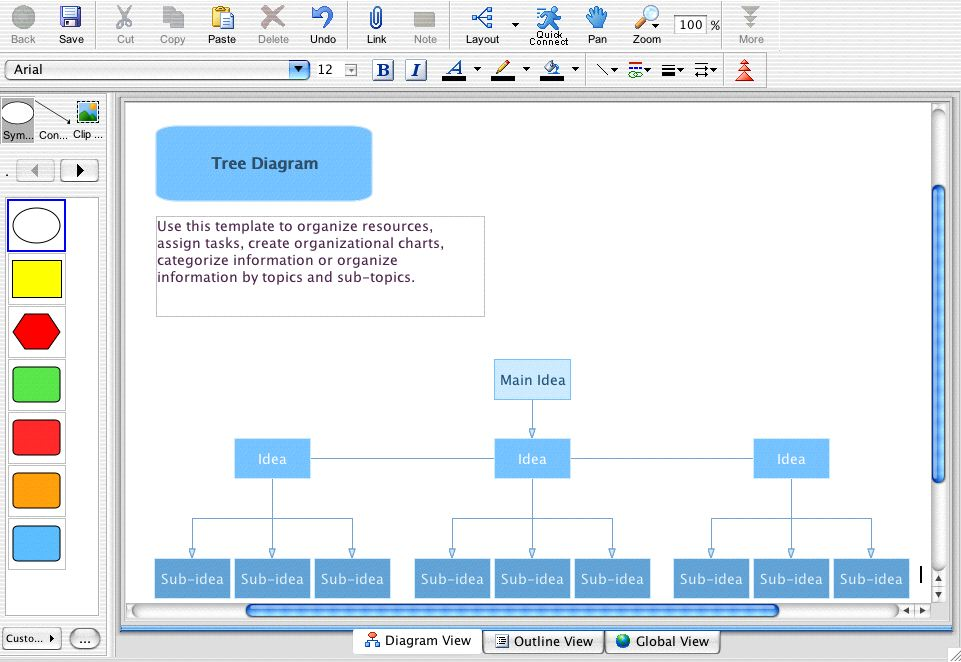 Back Save Cut Copy Paste Delete Undo Link Note Layout Quick Connect Pan Zoom 100 % More
Arial 12 B I A
Sym... Con... Clip ...
Tree Diagram
Use this template to organize resources,
assign tasks, create organizational charts,
categorize information or organize
information by topics and sub-topics.
Main Idea
Idea Idea Idea
Sub-idea Sub-idea Sub-idea Sub-idea Sub-idea Sub-idea Sub-idea Sub-idea Sub-idea
Custo... ...
Diagram View Outline View Global View